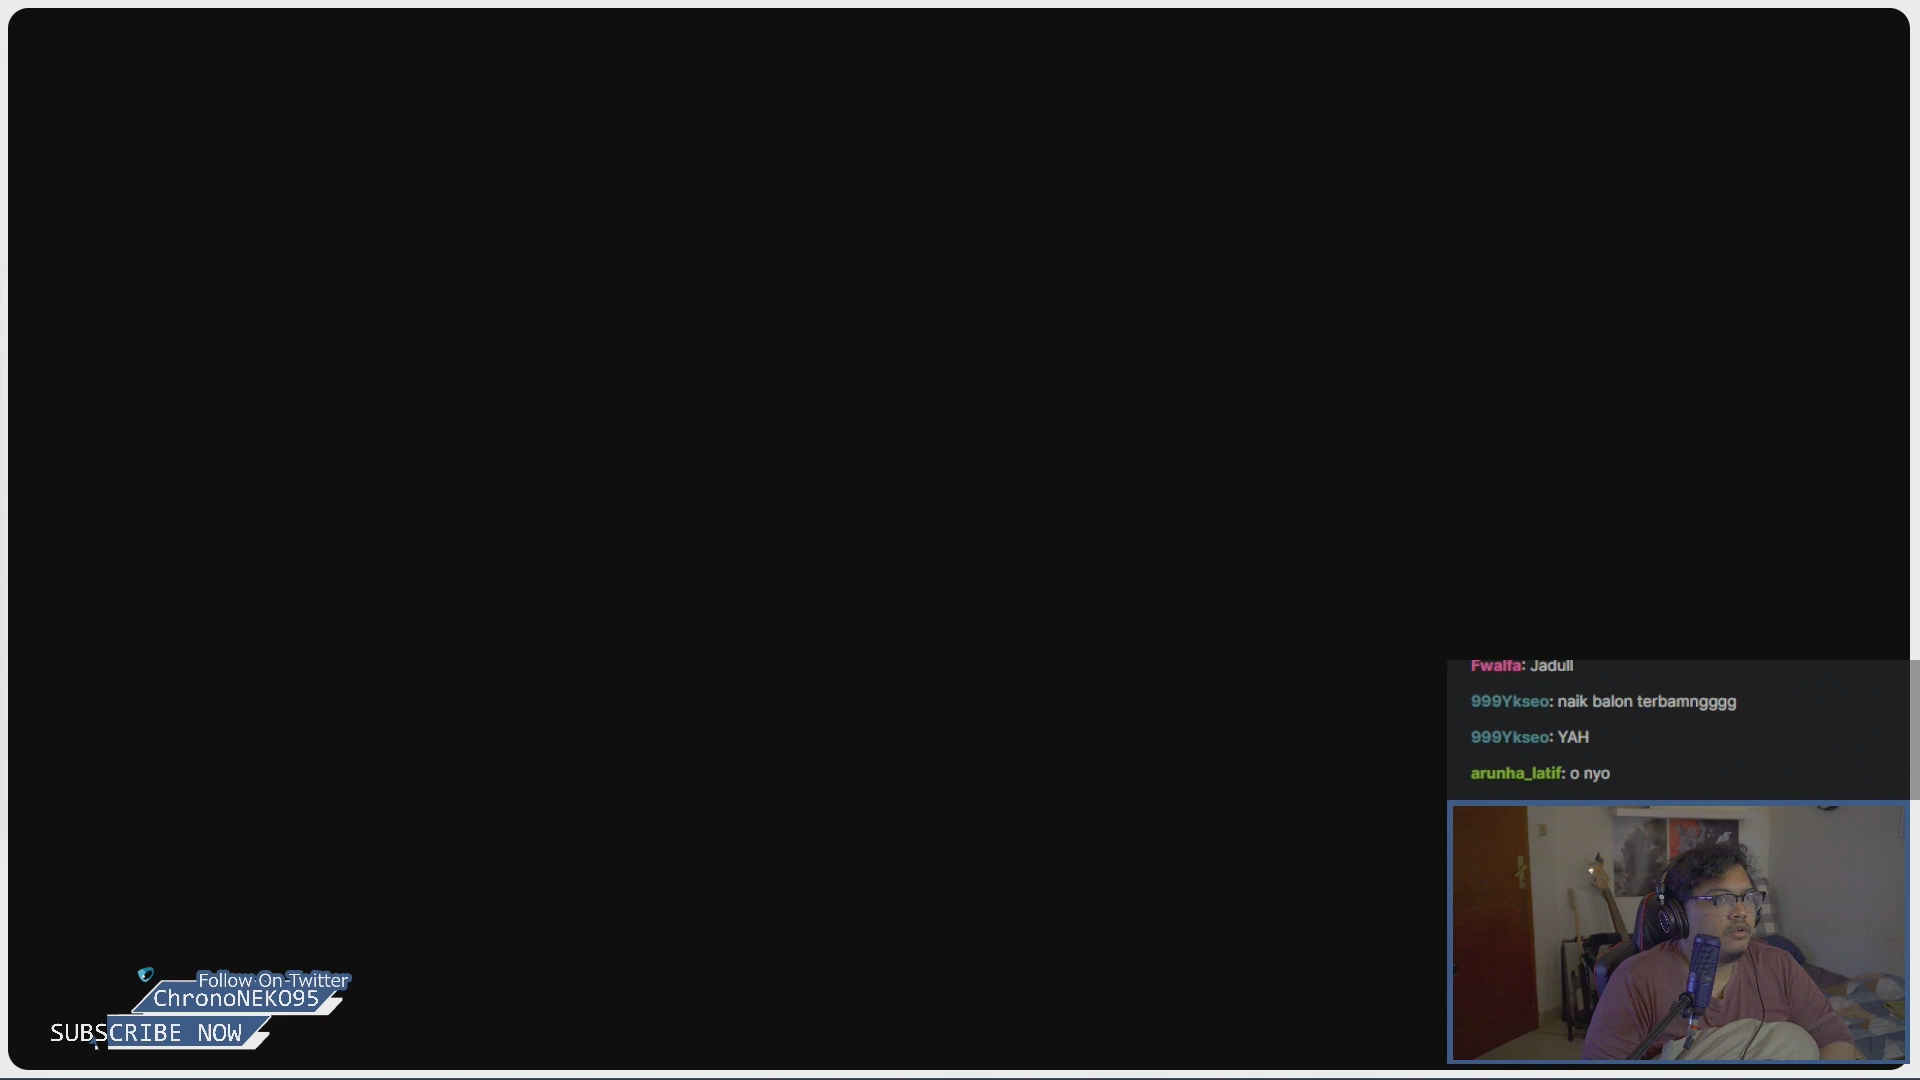 Fwalfa: Jadull
999Ykseo: naik balon terbamngggg
999Ykseo: YAH
arunha_latif: o nyo
Follow On Twitter
ChronoNEKO95
SUBSCRIBE NOW